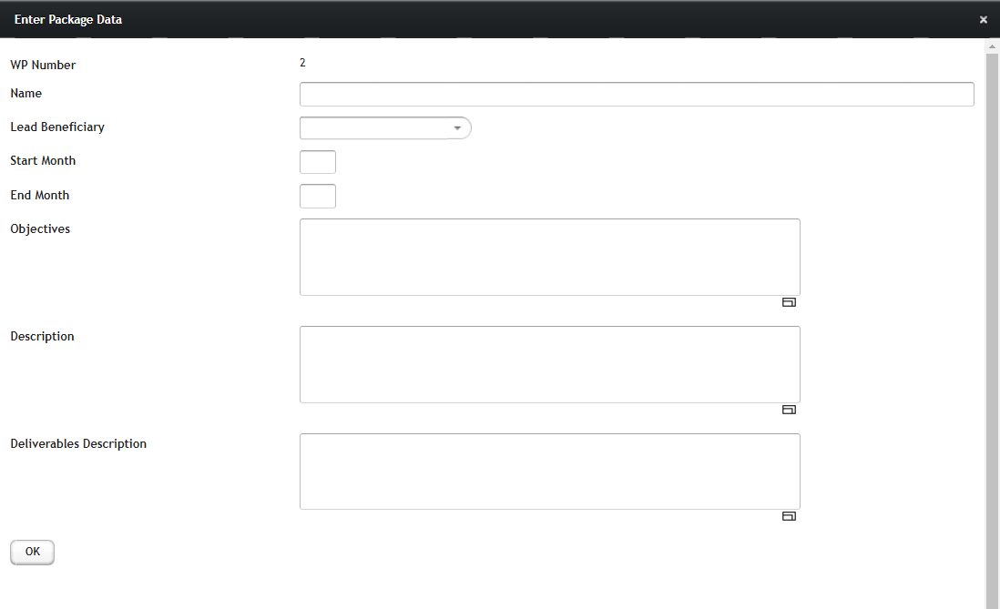 Enter Package Data
WP Number 2
Name
Lead Beneficiary
Start Month
End Month
Objectives
Description
Deliverables Description
OK